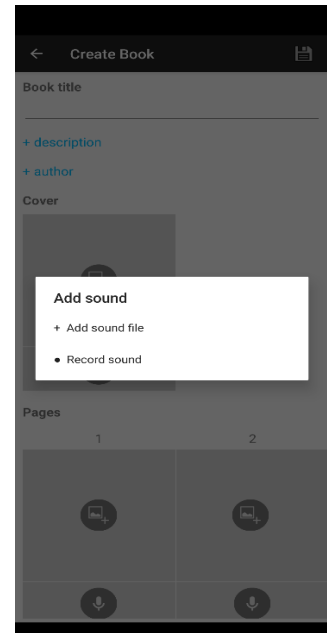 Create Book
Book title
+ description
+ author
Cover
Add sound
+ Add sound file
● Record sound
Pages
1 2